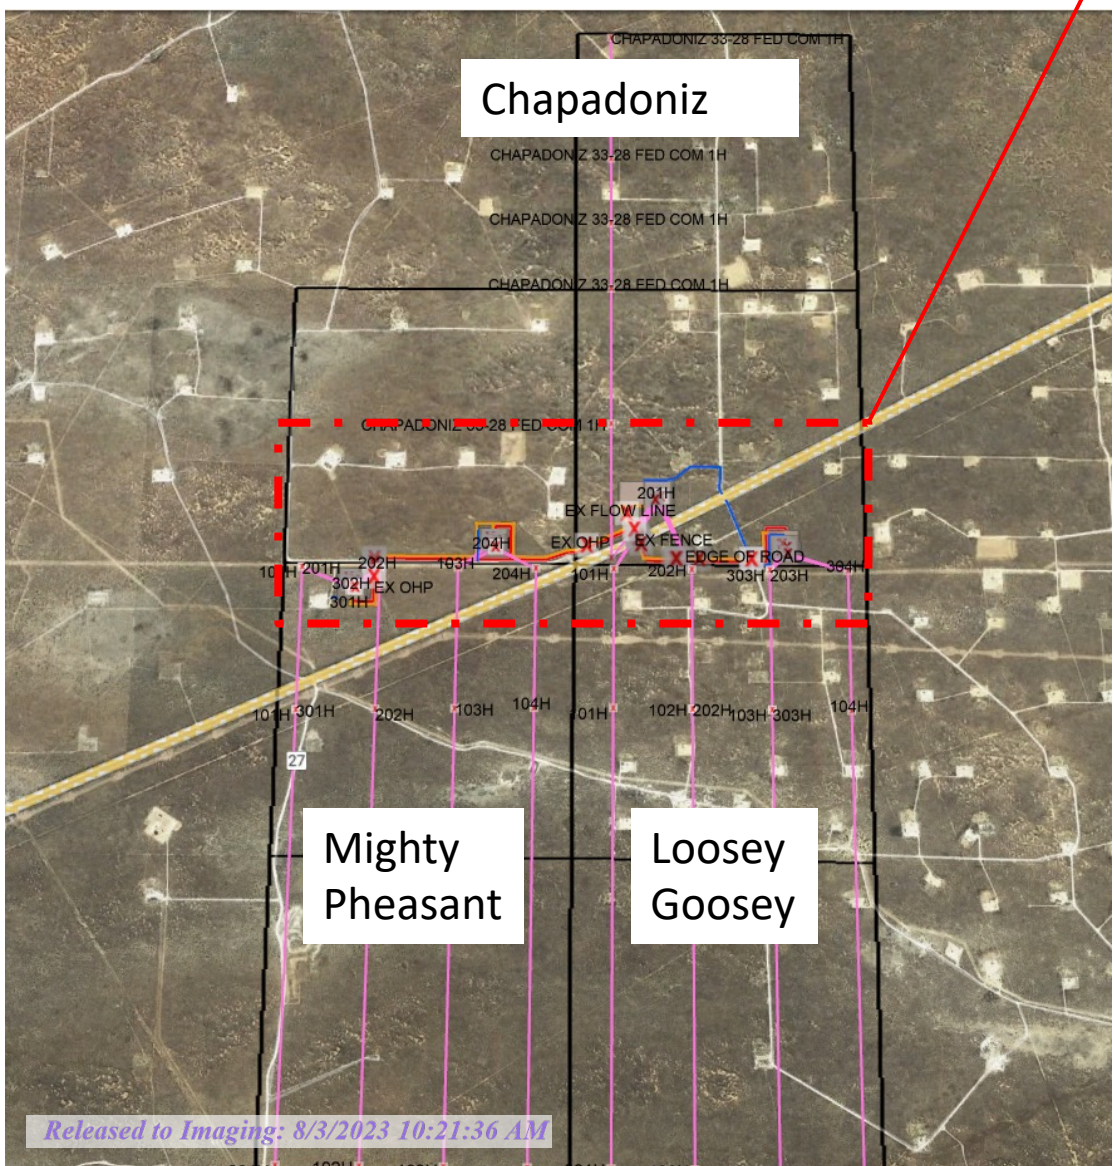 CHAPADONIZ 33-28 FED COM 1H
Chapadoniz
CHAPADONIZ 33-28 FED COM 1H
CHAPADONIZ 33-28 FED COM 1H
CHAPADONIZ 33-28 FED COM 1H
CHAPADONIZ 33-28 FED COM 1H
201H
EX FLOW LINE
204H
EX OHP
EX FENCE
EDGE OF ROAD
201H
202H
103H
204H
101H
202H
303H
203H
304H
302H
EX OHP
301H
101H
301H
202H
103H
104H
101H
102H
202H
103H
303H
104H
27
Mighty
Pheasant
Loosey
Goosey
Released to Imaging: 8/3/2023 10:21:36 AM